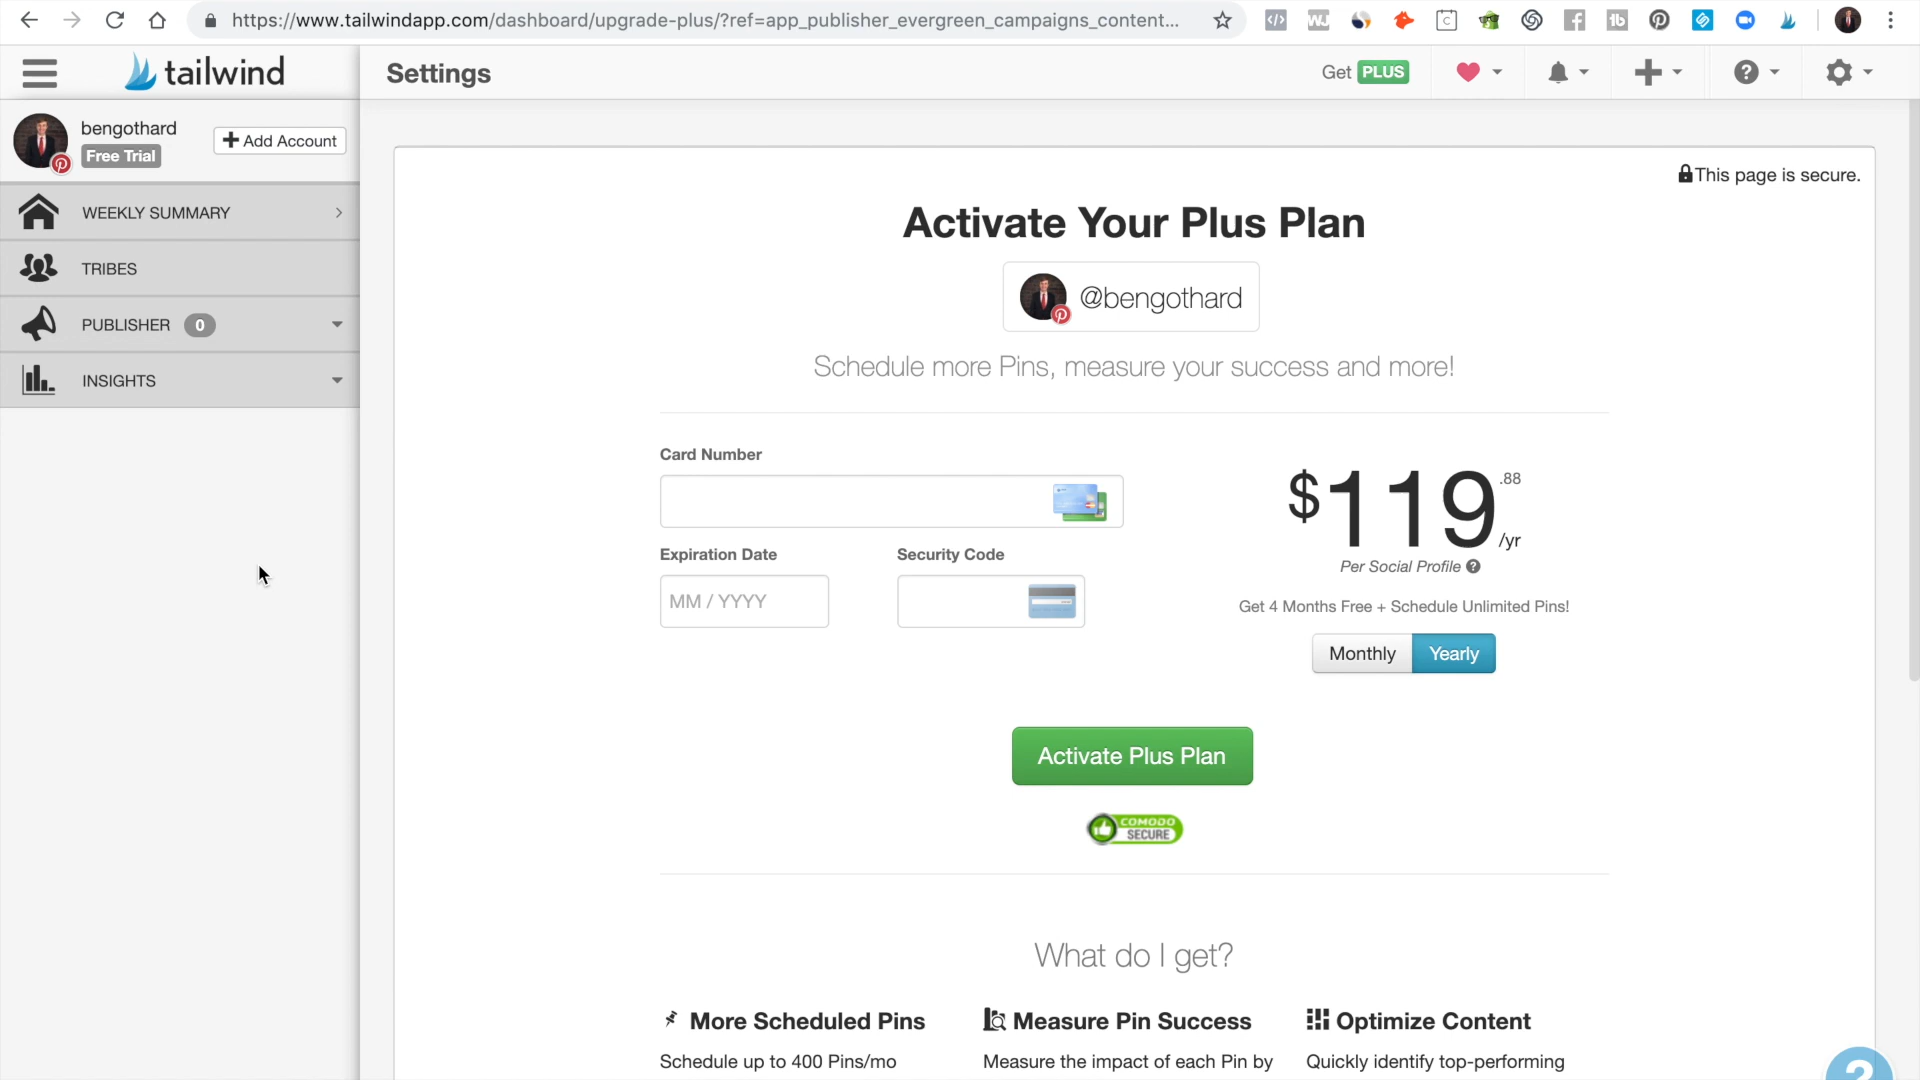 https://www.tailwindapp.com/dashboard/upgrade-plus/?ref=app_publisher_evergreen_campaigns_content...
tailwind
Settings
Get PLUS
bengothard
Free Trial
Add Account
WEEKLY SUMMARY
TRIBES
PUBLISHER 0
INSIGHTS
This page is secure.
Activate Your Plus Plan
@bengothard
Schedule more Pins, measure your success and more!
Card Number
Expiration Date
Security Code
MM / YYYY
$119.88/yr
Per Social Profile
Get 4 Months Free + Schedule Unlimited Pins!
Monthly
Yearly
Activate Plus Plan
COMODO
SECURE
What do I get?
More Scheduled Pins
Schedule up to 400 Pins/mo
Measure Pin Success
Measure the impact of each Pin by
Optimize Content
Quickly identify top-performing